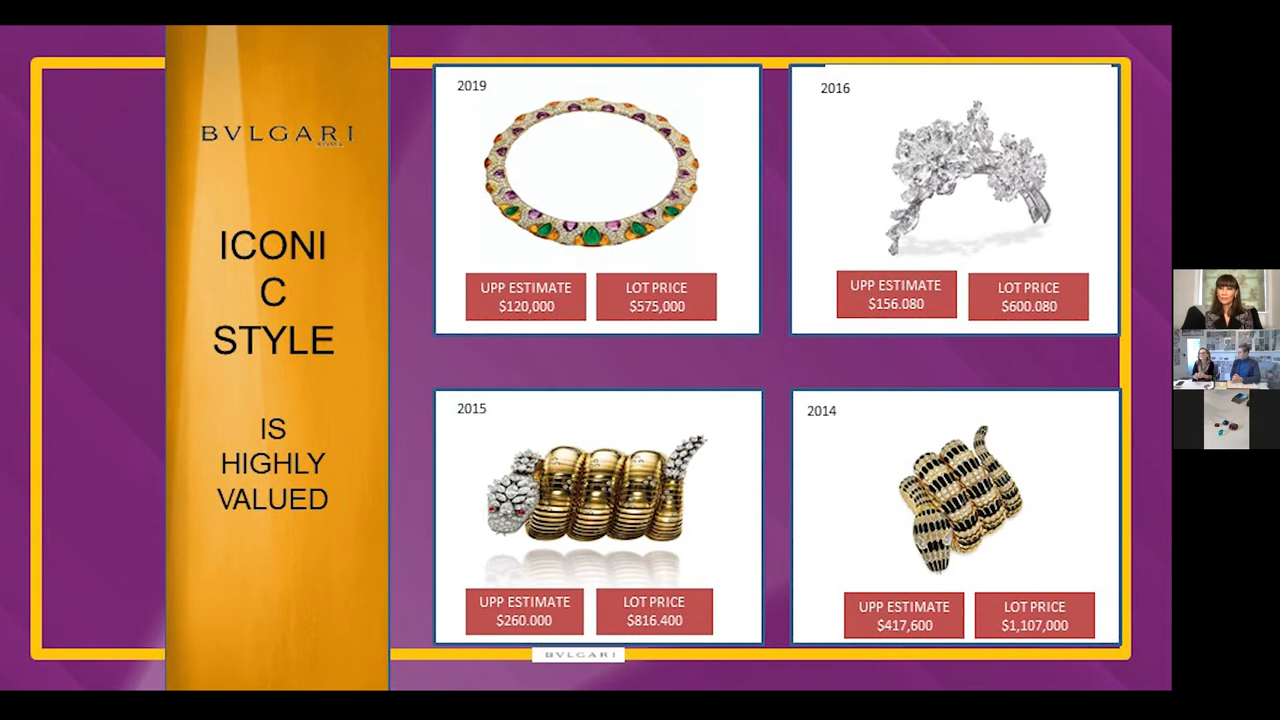 BVLGARI
ICONI
C
STYLE
IS
HIGHLY
VALUED
2019
UPP ESTIMATE
$120,000
LOT PRICE
$575,000
2016
UPP ESTIMATE
$156.080
LOT PRICE
$600.080
2015
UPP ESTIMATE
$260.000
LOT PRICE
$816.400
2014
UPP ESTIMATE
$417,600
LOT PRICE
$1,107,000
BVLGARI